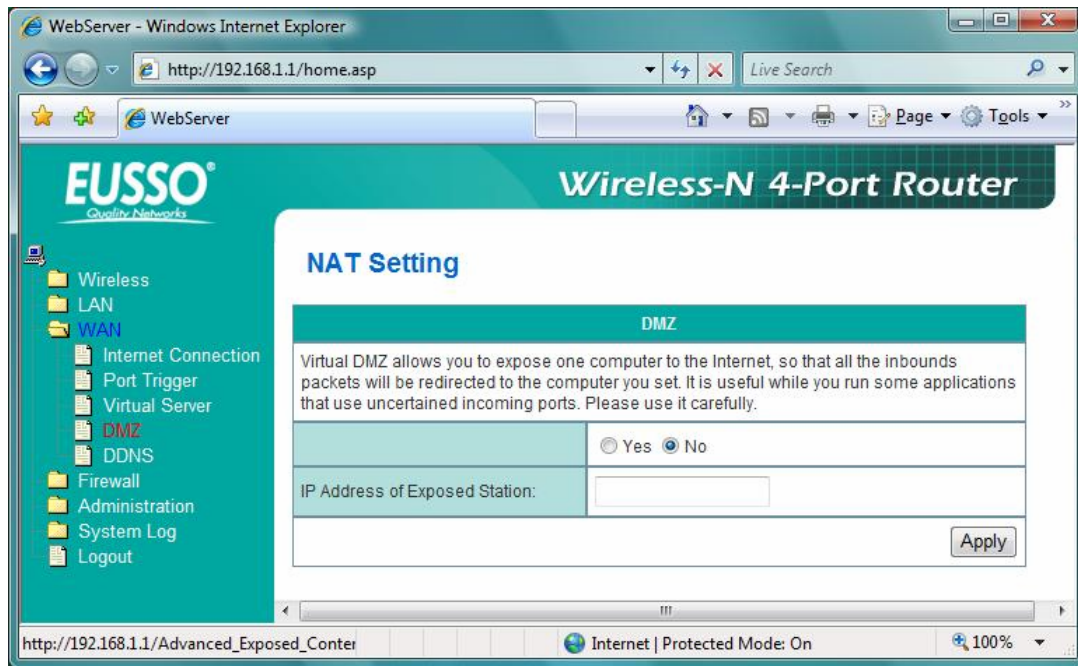 WebServer - Windows Internet Explorer
http://192.168.1.1/home.asp
Live Search
WebServer
Page
Tools
EUSSO®
Quality Networks
Wireless-N 4-Port Router
Wireless
LAN
WAN
Internet Connection
Port Trigger
Virtual Server
DMZ
DDNS
Firewall
Administration
System Log
Logout
NAT Setting
DMZ
Virtual DMZ allows you to expose one computer to the Internet, so that all the inbounds
packets will be redirected to the computer you set. It is useful while you run some applications
that use uncertained incoming ports. Please use it carefully.
Yes No
IP Address of Exposed Station:
Apply
http://192.168.1.1/Advanced_Exposed_Conter
Internet | Protected Mode: On
100%